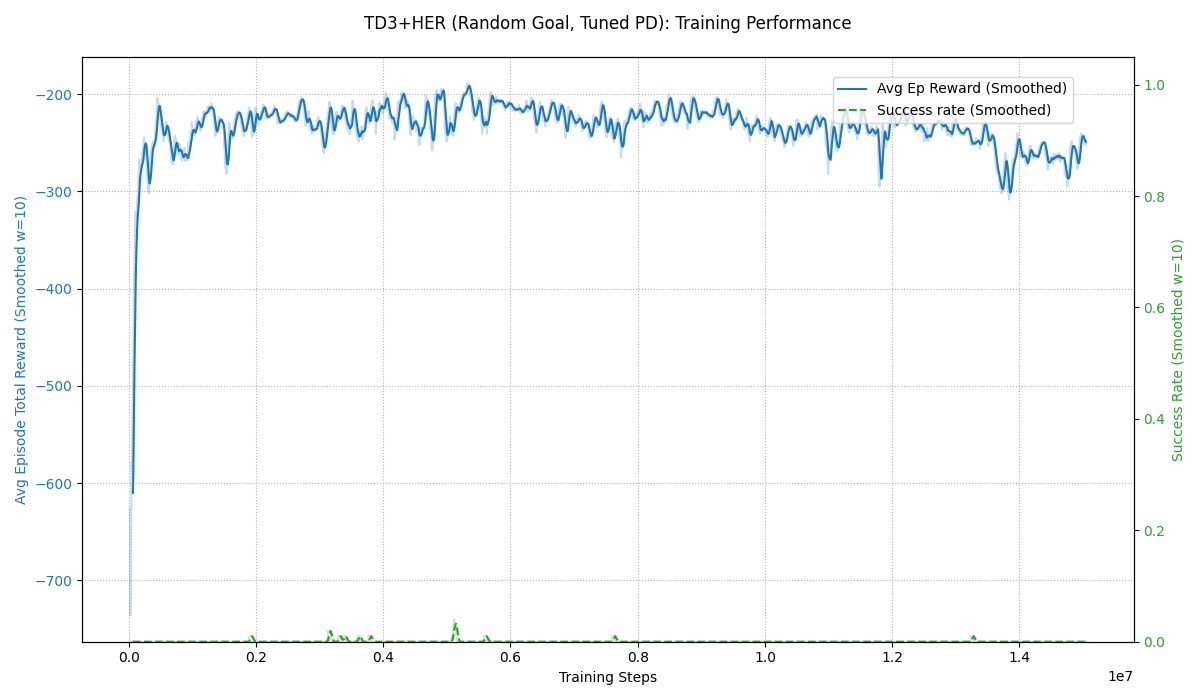 TD3+HER (Random Goal, Tuned PD): Training Performance
Avg Ep Reward (Smoothed)
Success rate (Smoothed)
Avg Episode Total Reward (Smoothed w=10)
−200
−300
−400
−500
−600
−700
1.0
0.8
0.6
0.4
0.2
0.0
Success Rate (Smoothed w=10)
0.0
0.2
0.4
0.6
0.8
1.0
1.2
1.4
1e7
Training Steps